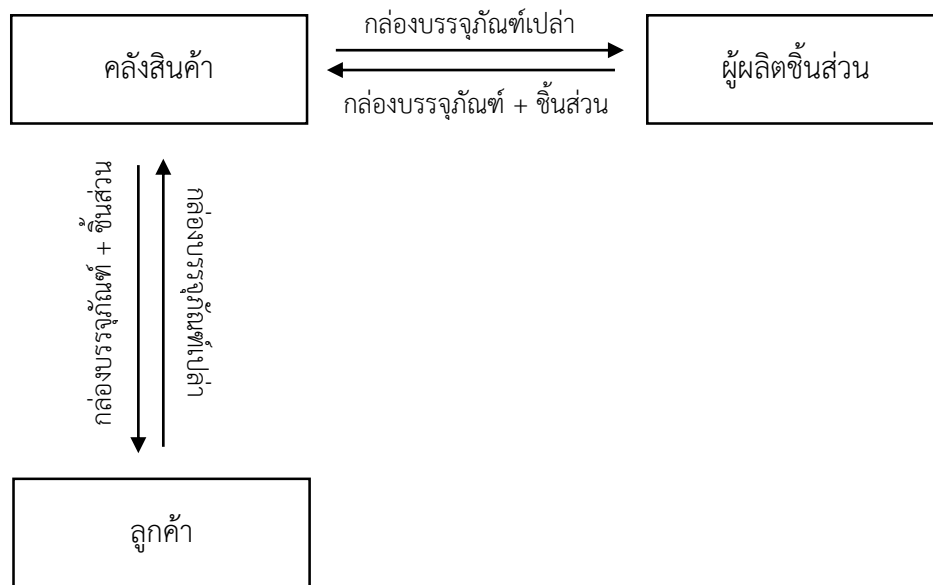 กล่องบรรจุภัณฑ์เปล่า
คลังสินค้า
ผู้ผลิตชิ้นส่วน
กล่องบรรจุภัณฑ์ + ชิ้นส่วน
กล่องบรรจุภัณฑ์ + ชิ้นส่วน
กล่องบรรจุภัณฑ์เปล่า
ลูกค้า